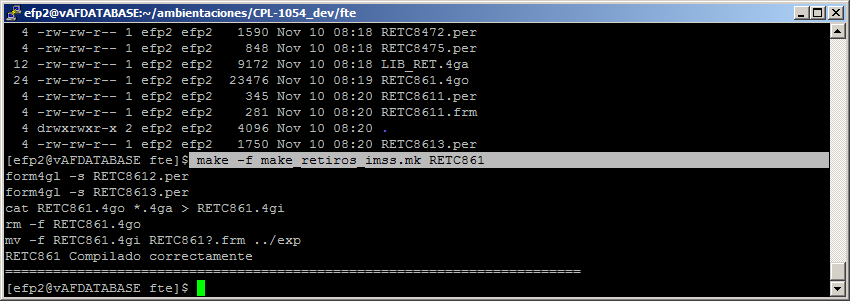 efp2@vAFDATABASE:~/ambientaciones/CPL-1054_dev/fte
4 -rw-rw-r-- 1 efp2 efp2 1590 Nov 10 08:18 RETC8472.per
4 -rw-rw-r-- 1 efp2 efp2 848 Nov 10 08:18 RETC8475.per
12 -rw-rw-r-- 1 efp2 efp2 9172 Nov 10 08:18 LIB_RET.4ga
24 -rw-rw-r-- 1 efp2 efp2 23476 Nov 10 08:19 RETC861.4go
4 -rw-rw-r-- 1 efp2 efp2 345 Nov 10 08:20 RETC8611.per
4 -rw-rw-r-- 1 efp2 efp2 281 Nov 10 08:20 RETC8611.frm
4 drwxrwxr-x 2 efp2 efp2 4096 Nov 10 08:20 .
4 -rw-rw-r-- 1 efp2 efp2 1750 Nov 10 08:20 RETC8613.per
[efp2@vAFDATABASE fte]$ make -f make_retiros_imss.mk RETC861
form4gl -s RETC8612.per
form4gl -s RETC8613.per
cat RETC861.4go *.4ga > RETC861.4gi
rm -f RETC861.4go
mv -f RETC861.4gi RETC861?.frm ../exp
RETC861 Compilado correctamente
=======================================================================
[efp2@vAFDATABASE fte]$